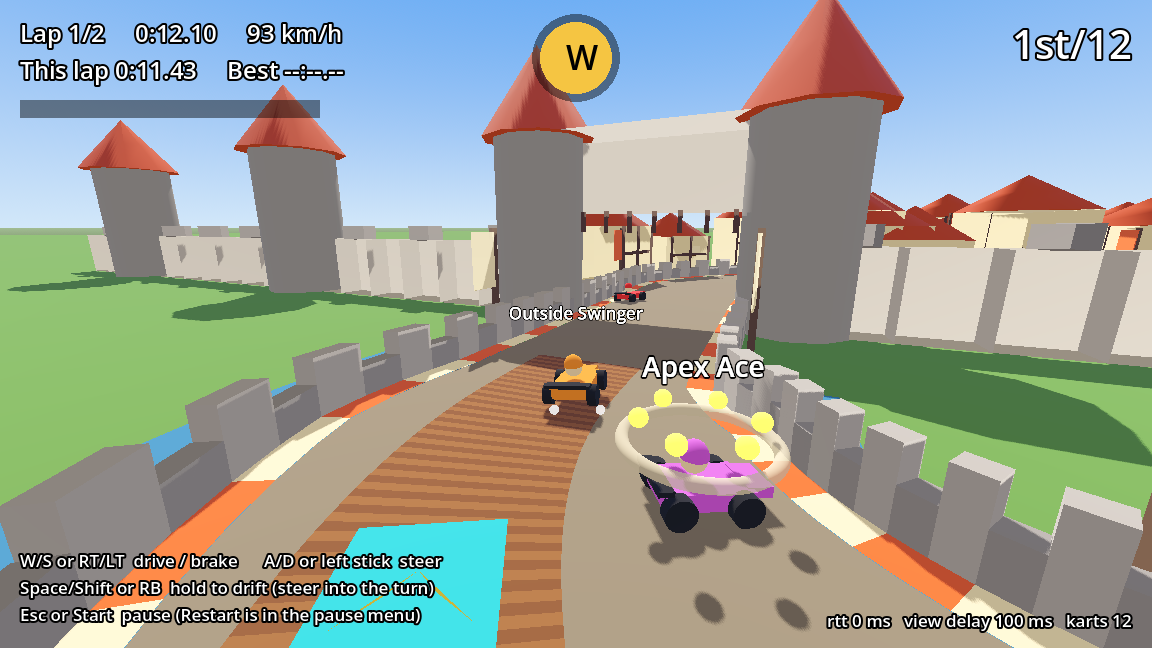 Lap 1/2 0:12.10 93 km/h
This lap 0:11.43 Best --:--.--
W
1st/12
Outside Swinger
Apex Ace
W/S or RT/LT drive / brake A/D or left stick steer
Space/Shift or RB hold to drift (steer into the turn)
Esc or Start pause (Restart is in the pause menu)
rtt 0 ms view delay 100 ms karts 12